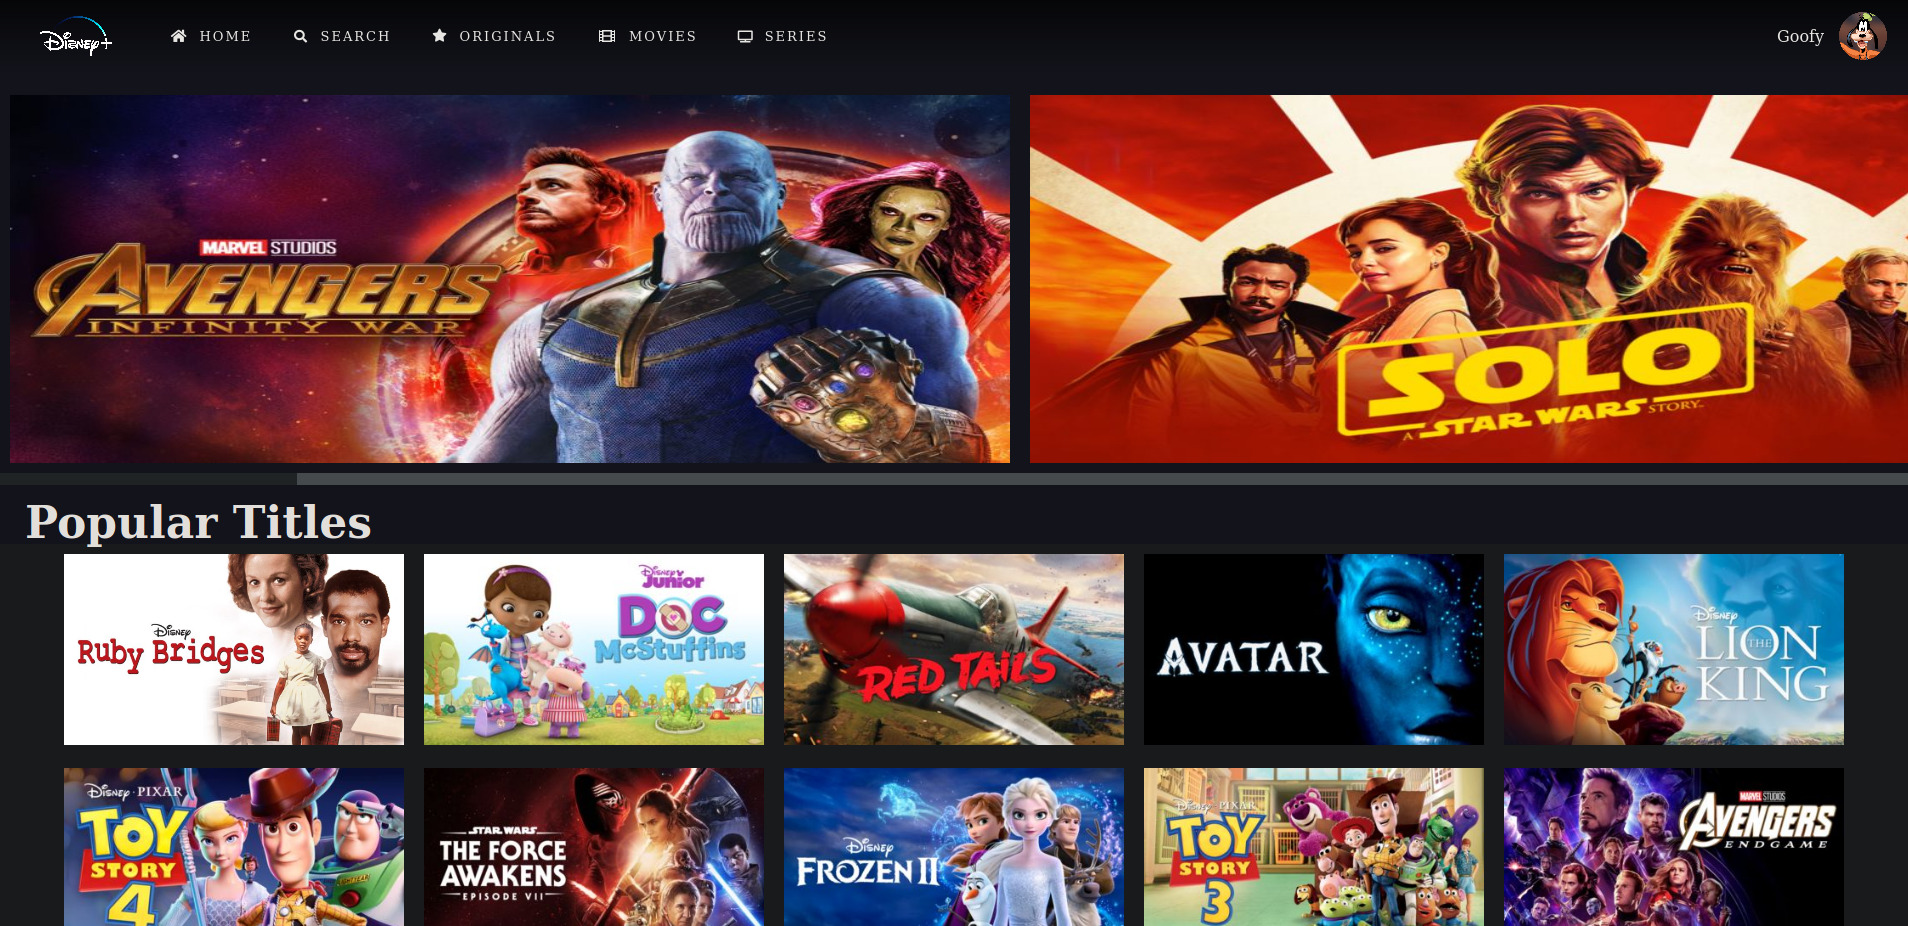 Disney+
HOME
SEARCH
ORIGINALS
MOVIES
SERIES
Goofy
MARVEL STUDIOS
AVENGERS
INFINITY WAR
SOLO
A STAR WARS STORY
Popular Titles
Disney
Ruby Bridges
Disney
Junior
DOC
McStuffins
RED TAILS
AVATAR
Disney
THE
LION
KING
Disney · PIXAR
TOY
STORY
4
STAR WARS
THE FORCE
AWAKENS
EPISODE VII
Disney
FROZEN II
Disney · PIXAR
TOY
STORY
3
MARVEL STUDIOS
AVENGERS
ENDGAME